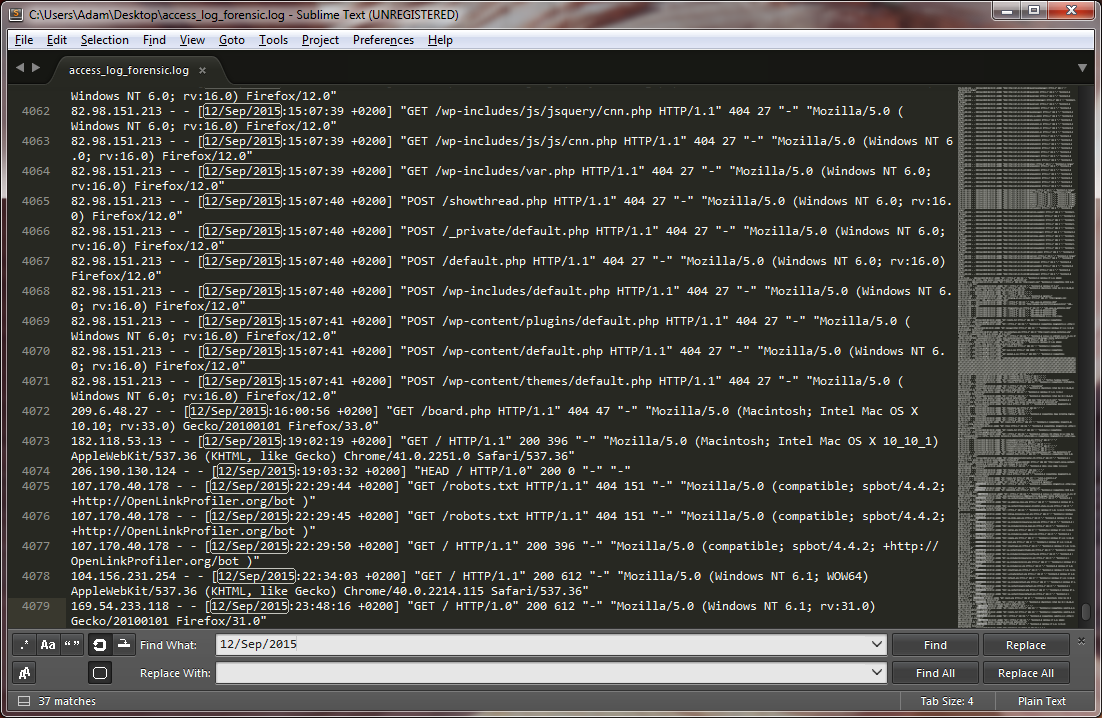 C:\Users\Adam\Desktop\access_log_forensic.log - Sublime Text (UNREGISTERED)
File Edit Selection Find View Goto Tools Project Preferences Help
access_log_forensic.log ×
Windows NT 6.0; rv:16.0) Firefox/12.0"
4062 82.98.151.213 - - [12/Sep/2015:15:07:39 +0200] "GET /wp-includes/js/jsquery/cnn.php HTTP/1.1" 404 27 "-" "Mozilla/5.0 (
Windows NT 6.0; rv:16.0) Firefox/12.0"
4063 82.98.151.213 - - [12/Sep/2015:15:07:39 +0200] "GET /wp-includes/js/js/cnn.php HTTP/1.1" 404 27 "-" "Mozilla/5.0 (Windows NT 6
.0; rv:16.0) Firefox/12.0"
4064 82.98.151.213 - - [12/Sep/2015:15:07:39 +0200] "GET /wp-includes/var.php HTTP/1.1" 404 27 "-" "Mozilla/5.0 (Windows NT 6.0;
rv:16.0) Firefox/12.0"
4065 82.98.151.213 - - [12/Sep/2015:15:07:40 +0200] "POST /showthread.php HTTP/1.1" 404 27 "-" "Mozilla/5.0 (Windows NT 6.0; rv:16.
0) Firefox/12.0"
4066 82.98.151.213 - - [12/Sep/2015:15:07:40 +0200] "POST /_private/default.php HTTP/1.1" 404 27 "-" "Mozilla/5.0 (Windows NT 6.0;
rv:16.0) Firefox/12.0"
4067 82.98.151.213 - - [12/Sep/2015:15:07:40 +0200] "POST /default.php HTTP/1.1" 404 27 "-" "Mozilla/5.0 (Windows NT 6.0; rv:16.0)
Firefox/12.0"
4068 82.98.151.213 - - [12/Sep/2015:15:07:40 +0200] "POST /wp-includes/default.php HTTP/1.1" 404 27 "-" "Mozilla/5.0 (Windows NT 6.
0; rv:16.0) Firefox/12.0"
4069 82.98.151.213 - - [12/Sep/2015:15:07:41 +0200] "POST /wp-content/plugins/default.php HTTP/1.1" 404 27 "-" "Mozilla/5.0 (
Windows NT 6.0; rv:16.0) Firefox/12.0"
4070 82.98.151.213 - - [12/Sep/2015:15:07:41 +0200] "POST /wp-content/default.php HTTP/1.1" 404 27 "-" "Mozilla/5.0 (Windows NT 6.
0; rv:16.0) Firefox/12.0"
4071 82.98.151.213 - - [12/Sep/2015:15:07:41 +0200] "POST /wp-content/themes/default.php HTTP/1.1" 404 27 "-" "Mozilla/5.0 (
Windows NT 6.0; rv:16.0) Firefox/12.0"
4072 209.6.48.27 - - [12/Sep/2015:16:00:56 +0200] "GET /board.php HTTP/1.1" 404 47 "-" "Mozilla/5.0 (Macintosh; Intel Mac OS X
10.10; rv:33.0) Gecko/20100101 Firefox/33.0"
4073 182.118.53.13 - - [12/Sep/2015:19:02:19 +0200] "GET / HTTP/1.1" 200 396 "-" "Mozilla/5.0 (Macintosh; Intel Mac OS X 10_10_1)
AppleWebKit/537.36 (KHTML, like Gecko) Chrome/41.0.2251.0 Safari/537.36"
4074 206.190.130.124 - - [12/Sep/2015:19:03:32 +0200] "HEAD / HTTP/1.0" 200 0 "-" "-"
4075 107.170.40.178 - - [12/Sep/2015:22:29:44 +0200] "GET /robots.txt HTTP/1.1" 404 151 "-" "Mozilla/5.0 (compatible; spbot/4.4.2;
+http://OpenLinkProfiler.org/bot )"
4076 107.170.40.178 - - [12/Sep/2015:22:29:45 +0200] "GET /robots.txt HTTP/1.1" 404 151 "-" "Mozilla/5.0 (compatible; spbot/4.4.2;
+http://OpenLinkProfiler.org/bot )"
4077 107.170.40.178 - - [12/Sep/2015:22:29:50 +0200] "GET / HTTP/1.1" 200 396 "-" "Mozilla/5.0 (compatible; spbot/4.4.2; +http://
OpenLinkProfiler.org/bot )"
4078 104.156.231.254 - - [12/Sep/2015:22:34:03 +0200] "GET / HTTP/1.1" 200 612 "-" "Mozilla/5.0 (Windows NT 6.1; WOW64)
AppleWebKit/537.36 (KHTML, like Gecko) Chrome/40.0.2214.115 Safari/537.36"
4079 169.54.233.118 - - [12/Sep/2015:23:48:16 +0200] "GET / HTTP/1.0" 200 612 "-" "Mozilla/5.0 (Windows NT 6.1; rv:31.0)
Gecko/20100101 Firefox/31.0"
.* Aa “ ” Find What: 12/Sep/2015 Find Replace
Replace With: Find All Replace All
37 matches Tab Size: 4 Plain Text